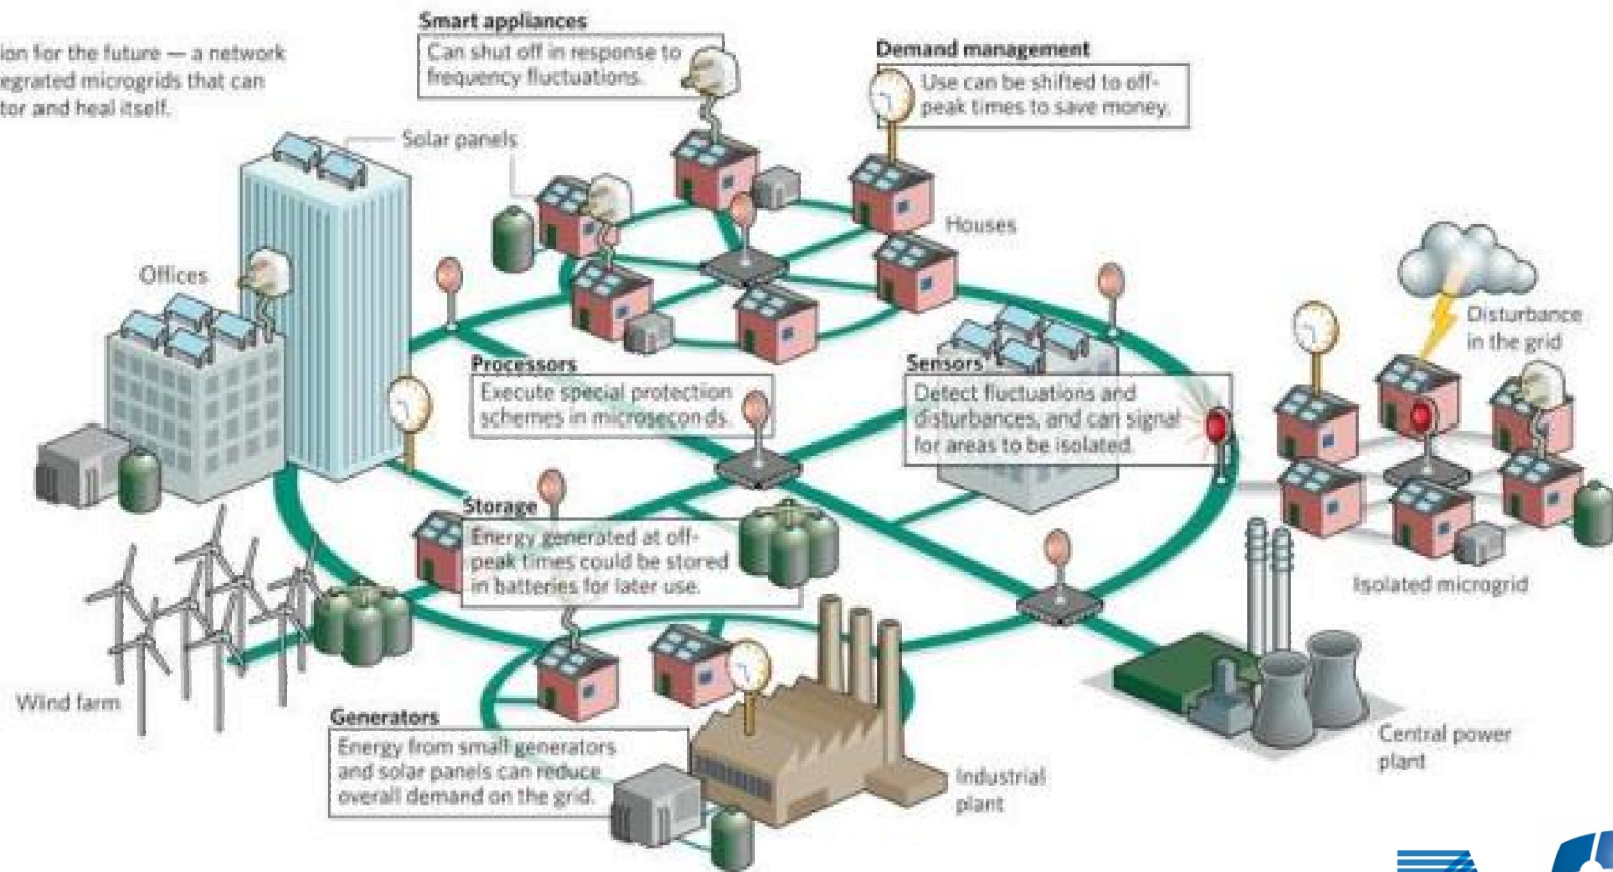 ion for the future — a network
egrated microgrids that can
tor and heal itself.
Smart appliances
Can shut off in response to
frequency fluctuations.
Demand management
Use can be shifted to off-
peak times to save money.
Solar panels
Houses
Offices
Disturbance
in the grid
Processors
Execute special protection
schemes in microseconds.
Sensors
Detect fluctuations and
disturbances, and can signal
for areas to be isolated.
Storage
Energy generated at off-
peak times could be stored
in batteries for later use.
Isolated microgrid
Wind farm
Generators
Energy from small generators
and solar panels can reduce
overall demand on the grid.
Industrial
plant
Central power
plant